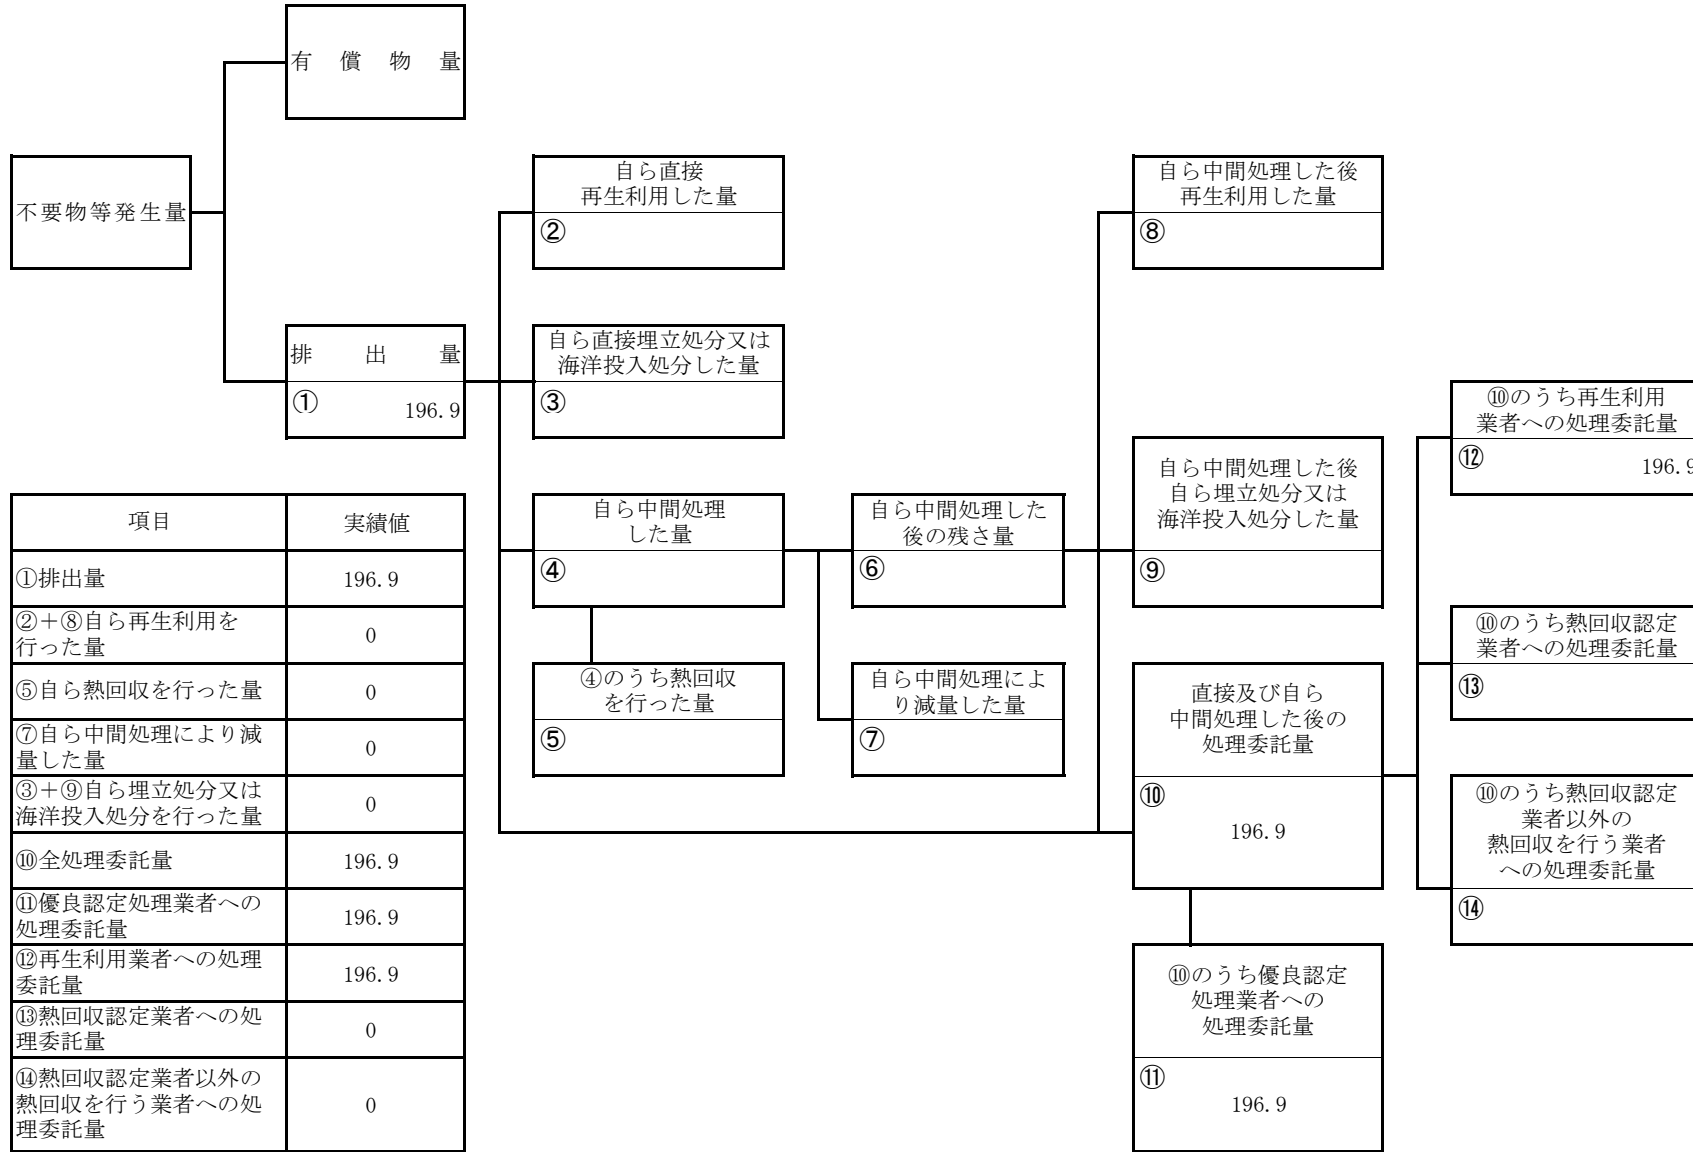 有償物量
不要物等発生量
排出量
①
196.9
自ら直接
再生利用した量
②
自ら直接埋立処分又は
海洋投入処分した量
③
自ら中間処理
した量
④
④のうち熱回収
を行った量
⑤
自ら中間処理した
後の残さ量
⑥
自ら中間処理によ
り減量した量
⑦
自ら中間処理した後
再生利用した量
⑧
自ら中間処理した後
自ら埋立処分又は
海洋投入処分した量
⑨
直接及び自ら
中間処理した後の
処理委託量
⑩
196.9
⑩のうち優良認定
処理業者への
処理委託量
⑪
196.9
⑩のうち再生利用
業者への処理委託量
⑫
196.9
⑩のうち熱回収認定
業者への処理委託量
⑬
⑩のうち熱回収認定
業者以外の
熱回収を行う業者
への処理委託量
⑭
項目 実績値
①排出量 196.9
②＋⑧自ら再生利用を
行った量 0
⑤自ら熱回収を行った量 0
⑦自ら中間処理により減
量した量 0
③＋⑨自ら埋立処分又は
海洋投入処分を行った量 0
⑩全処理委託量 196.9
⑪優良認定処理業者への
処理委託量 196.9
⑫再生利用業者への処理
委託量 196.9
⑬熱回収認定業者への処
理委託量 0
⑭熱回収認定業者以外の
熱回収を行う業者への処
理委託量 0